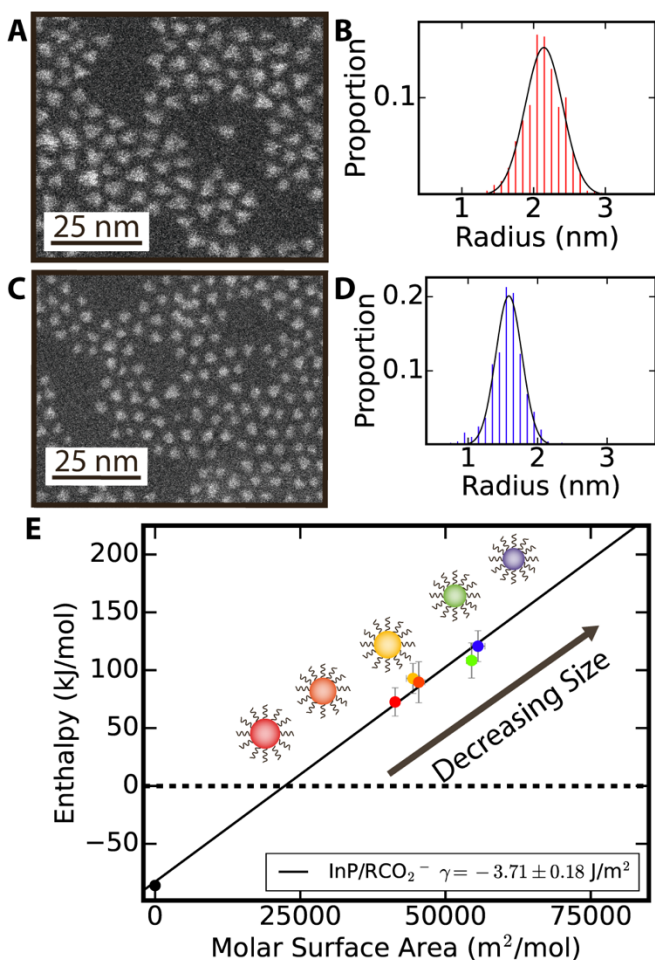 A
25 nm
B
Proportion
0.1
1 2 3
Radius (nm)
C
25 nm
D
Proportion
0.2
0.1
1 2 3
Radius (nm)
E
Enthalpy (kJ/mol)
200
150
100
50
0
−50
Decreasing Size
InP/RCO₂⁻ γ = −3.71 ± 0.18 J/m²
0 25000 50000 75000
Molar Surface Area (m²/mol)